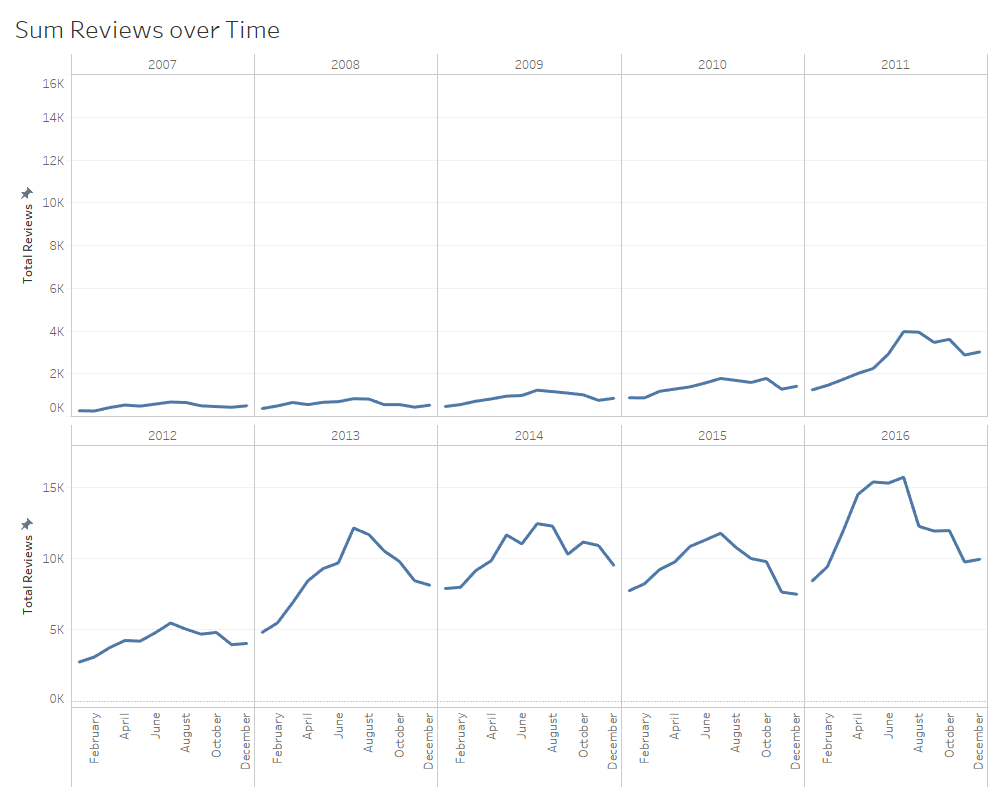 Sum Reviews over Time
2007 2008 2009 2010 2011
16K
14K
12K
10K
8K
6K
4K
2K
0K
Total Reviews
2012 2013 2014 2015 2016
15K
10K
5K
0K
Total Reviews
February April June August October December February April June August October December February April June August October December February April June August October December February April June August October December